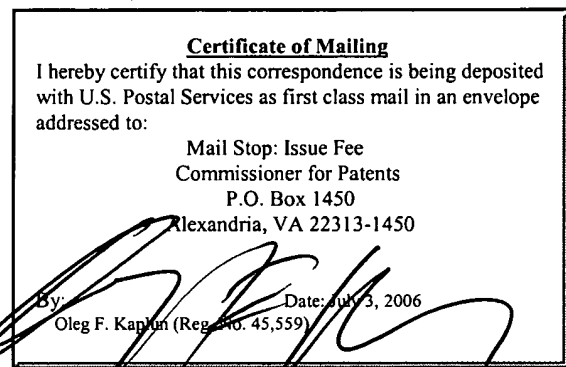 Certificate of Mailing
I hereby certify that this correspondence is being deposited
with U.S. Postal Services as first class mail in an envelope
addressed to:
Mail Stop: Issue Fee
Commissioner for Patents
P.O. Box 1450
Alexandria, VA 22313-1450
By: Date: July 3, 2006
Oleg F. Kaplun (Reg. No. 45,559)